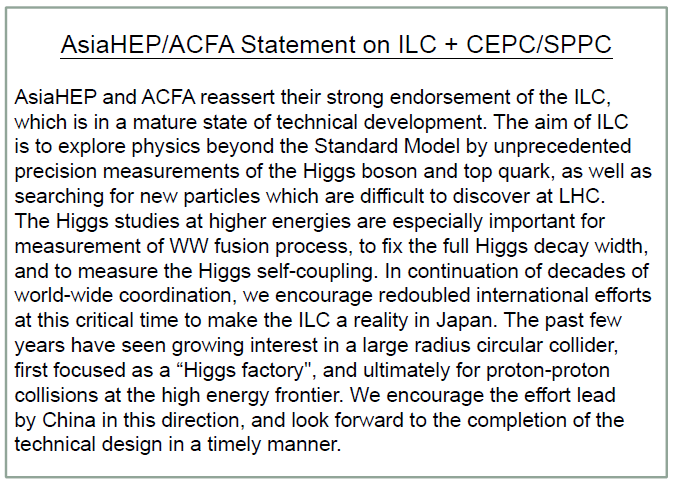 AsiaHEP/ACFA Statement on ILC + CEPC/SPPC
AsiaHEP and ACFA reassert their strong endorsement of the ILC,
which is in a mature state of technical development. The aim of ILC
is to explore physics beyond the Standard Model by unprecedented
precision measurements of the Higgs boson and top quark, as well as
searching for new particles which are difficult to discover at LHC.
The Higgs studies at higher energies are especially important for
measurement of WW fusion process, to fix the full Higgs decay width,
and to measure the Higgs self-coupling. In continuation of decades of
world-wide coordination, we encourage redoubled international efforts
at this critical time to make the ILC a reality in Japan. The past few
years have seen growing interest in a large radius circular collider,
first focused as a “Higgs factory", and ultimately for proton-proton
collisions at the high energy frontier. We encourage the effort lead
by China in this direction, and look forward to the completion of the
technical design in a timely manner.